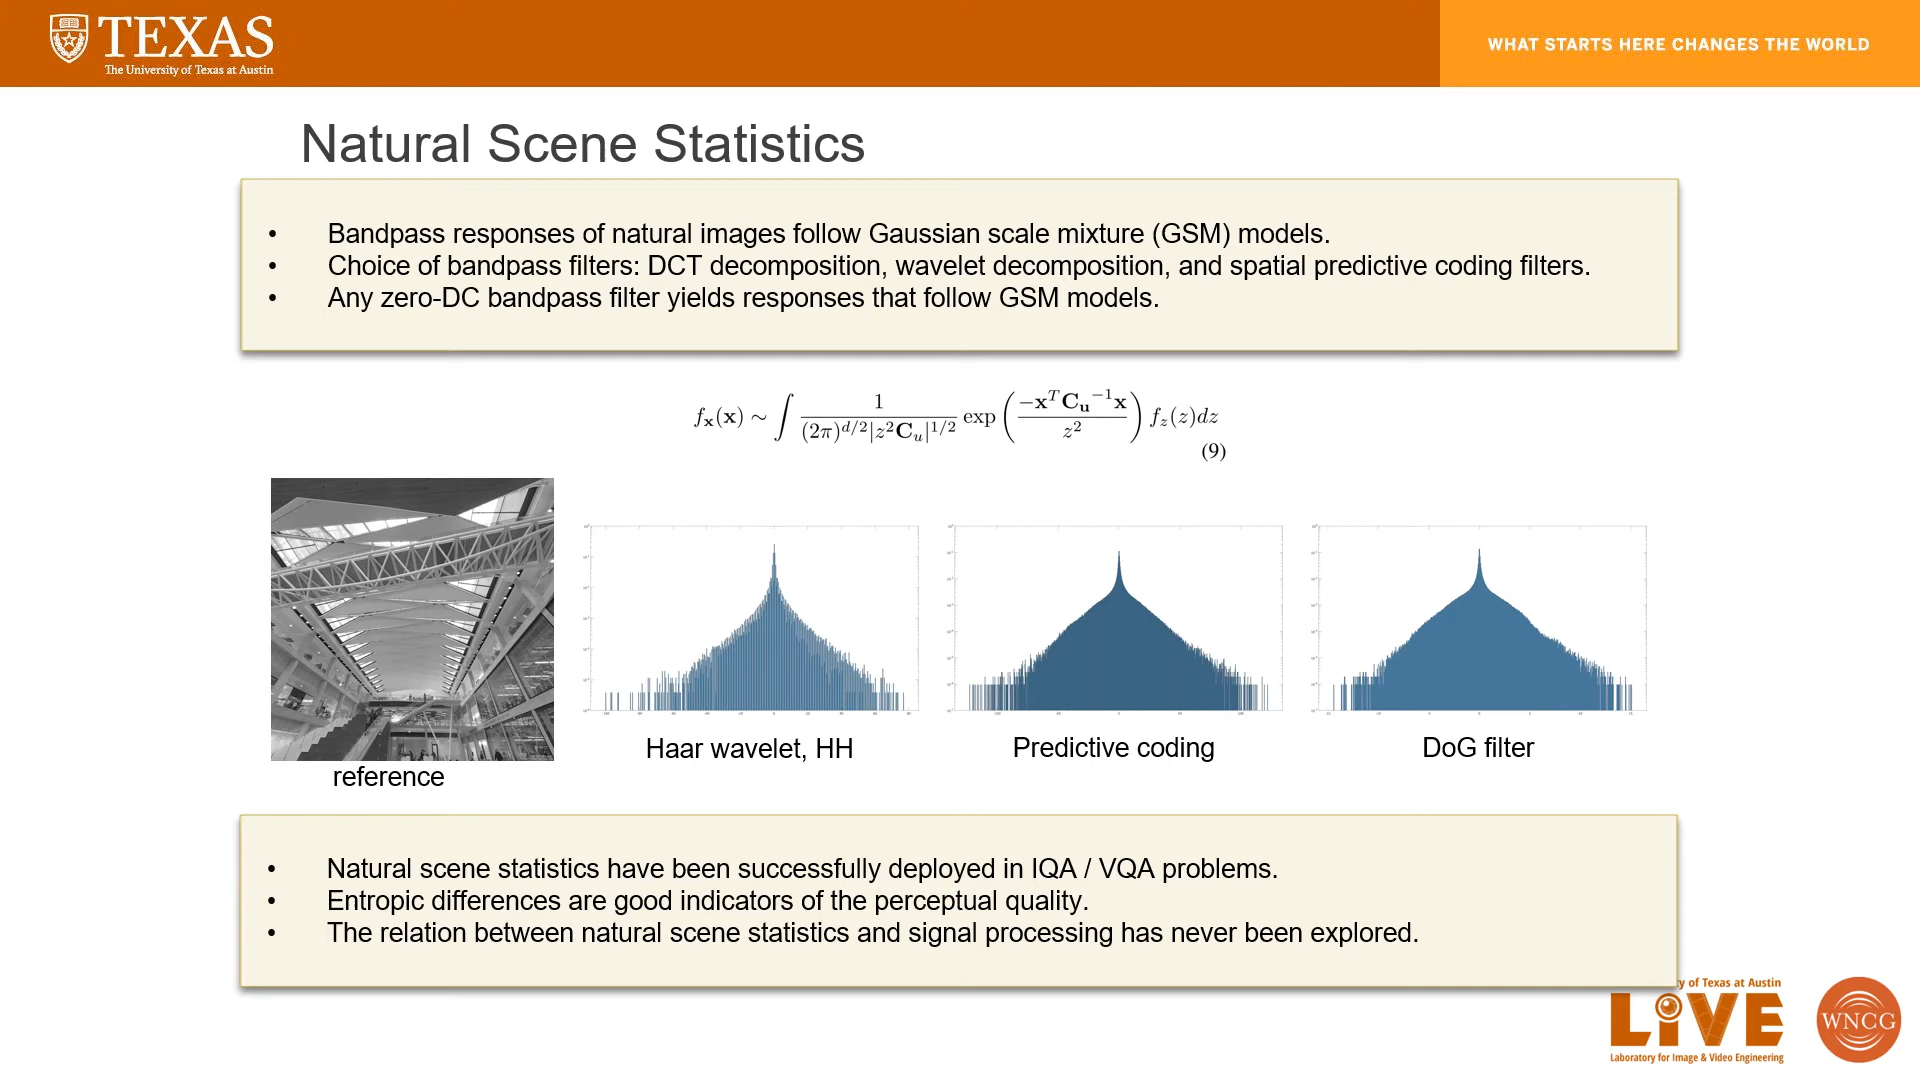 TEXAS
The University of Texas at Austin
WHAT STARTS HERE CHANGES THE WORLD
Natural Scene Statistics
• Bandpass responses of natural images follow Gaussian scale mixture (GSM) models.
• Choice of bandpass filters: DCT decomposition, wavelet decomposition, and spatial predictive coding filters.
• Any zero-DC bandpass filter yields responses that follow GSM models.
f_𝐱(𝐱) ∼ ∫ 1/((2π)^{d/2}|z²𝐂_u|^{1/2}) exp(−𝐱^T 𝐂_𝐮^{−1}𝐱 / z²) f_z(z)dz
(9)
Haar wavelet, HH
Predictive coding
DoG filter
reference
• Natural scene statistics have been successfully deployed in IQA / VQA problems.
• Entropic differences are good indicators of the perceptual quality.
• The relation between natural scene statistics and signal processing has never been explored.
y of Texas at Austin
LIVE
Laboratory for Image & Video Engineering
WNCG